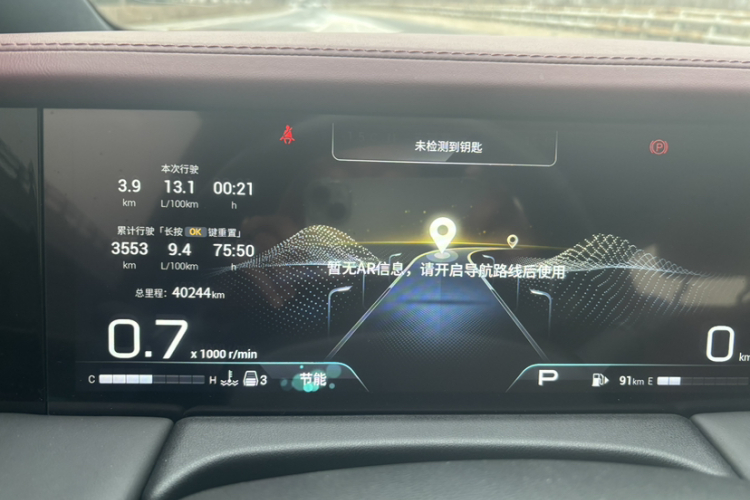 未检测到钥匙
P
本次行驶
3.9 13.1 00:21
km L/100km h
累计行驶「长按 OK 键重置」
3553 9.4 75:50
km L/100km h
暂无AR信息，请开启导航路线后使用
总里程：40244km
0.7 x 1000 r/min
0 km
C H 3 节能 P 91km E